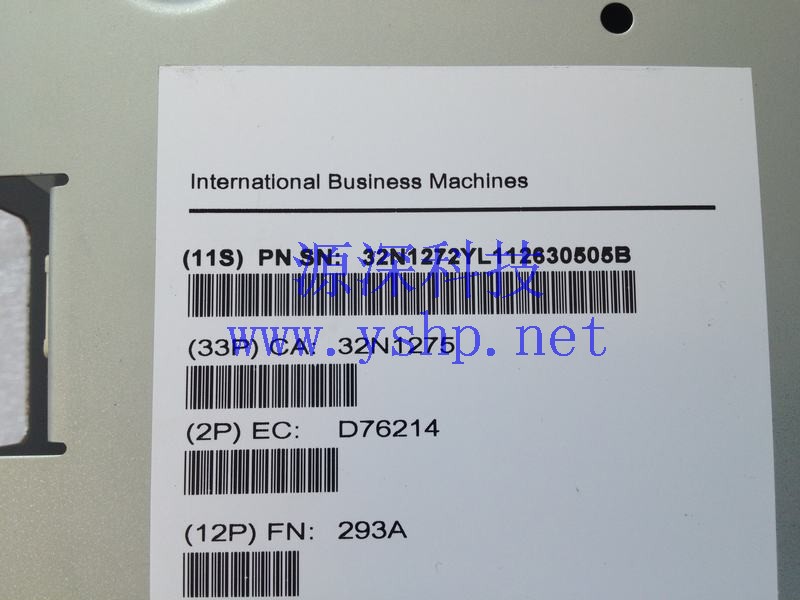 International Business Machines
(11S) PN SN: 32N1272YL112630505B
源深科技
www.yshp.net
(33P) CA: 32N1275
(2P) EC: D76214
(12P) FN: 293A